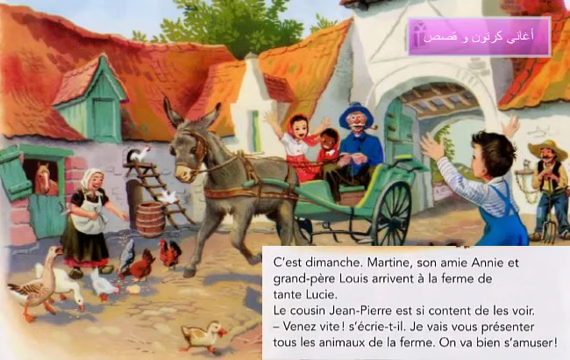 أغاني كرتون و قصص
C'est dimanche. Martine, son amie Annie et
grand-père Louis arrivent à la ferme de
tante Lucie.
Le cousin Jean-Pierre est si content de les voir.
– Venez vite ! s'écrie-t-il. Je vais vous présenter
tous les animaux de la ferme. On va bien s'amuser !